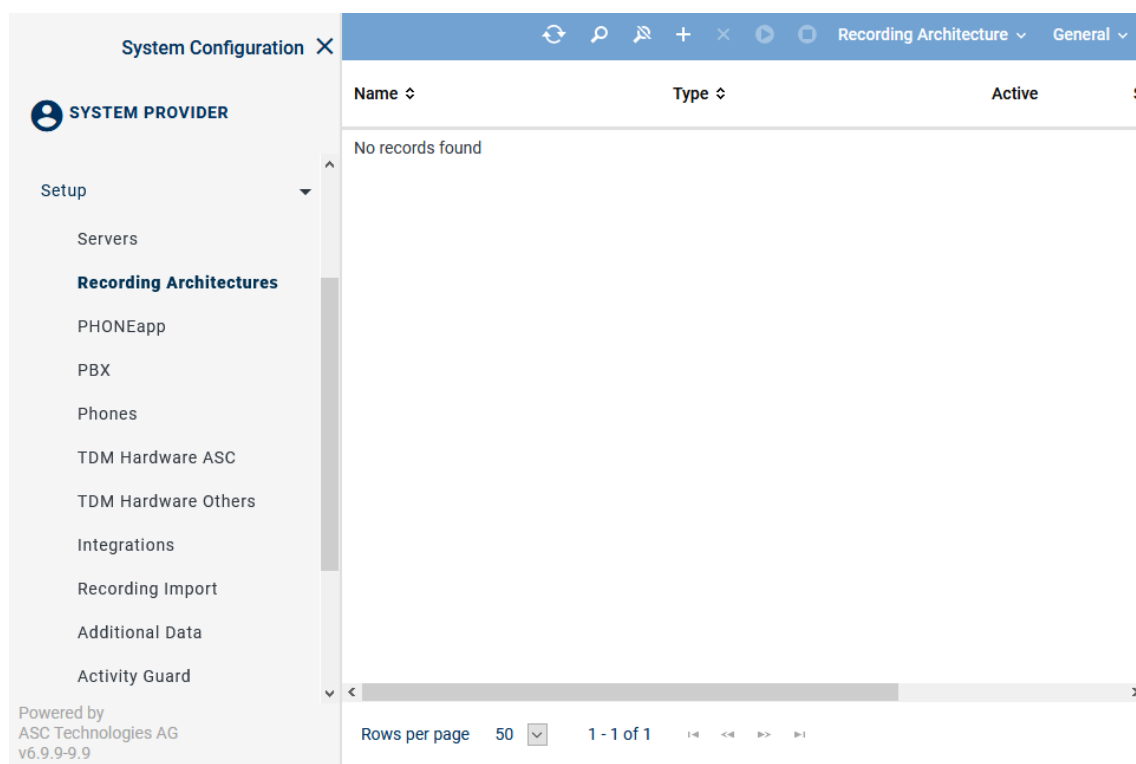 System Configuration
SYSTEM PROVIDER
Setup
Servers
Recording Architectures
PHONEapp
PBX
Phones
TDM Hardware ASC
TDM Hardware Others
Integrations
Recording Import
Additional Data
Activity Guard
Powered by
ASC Technologies AG
v6.9.9-9.9
Recording Architecture General
Name Type Active
No records found
Rows per page 50 1 - 1 of 1